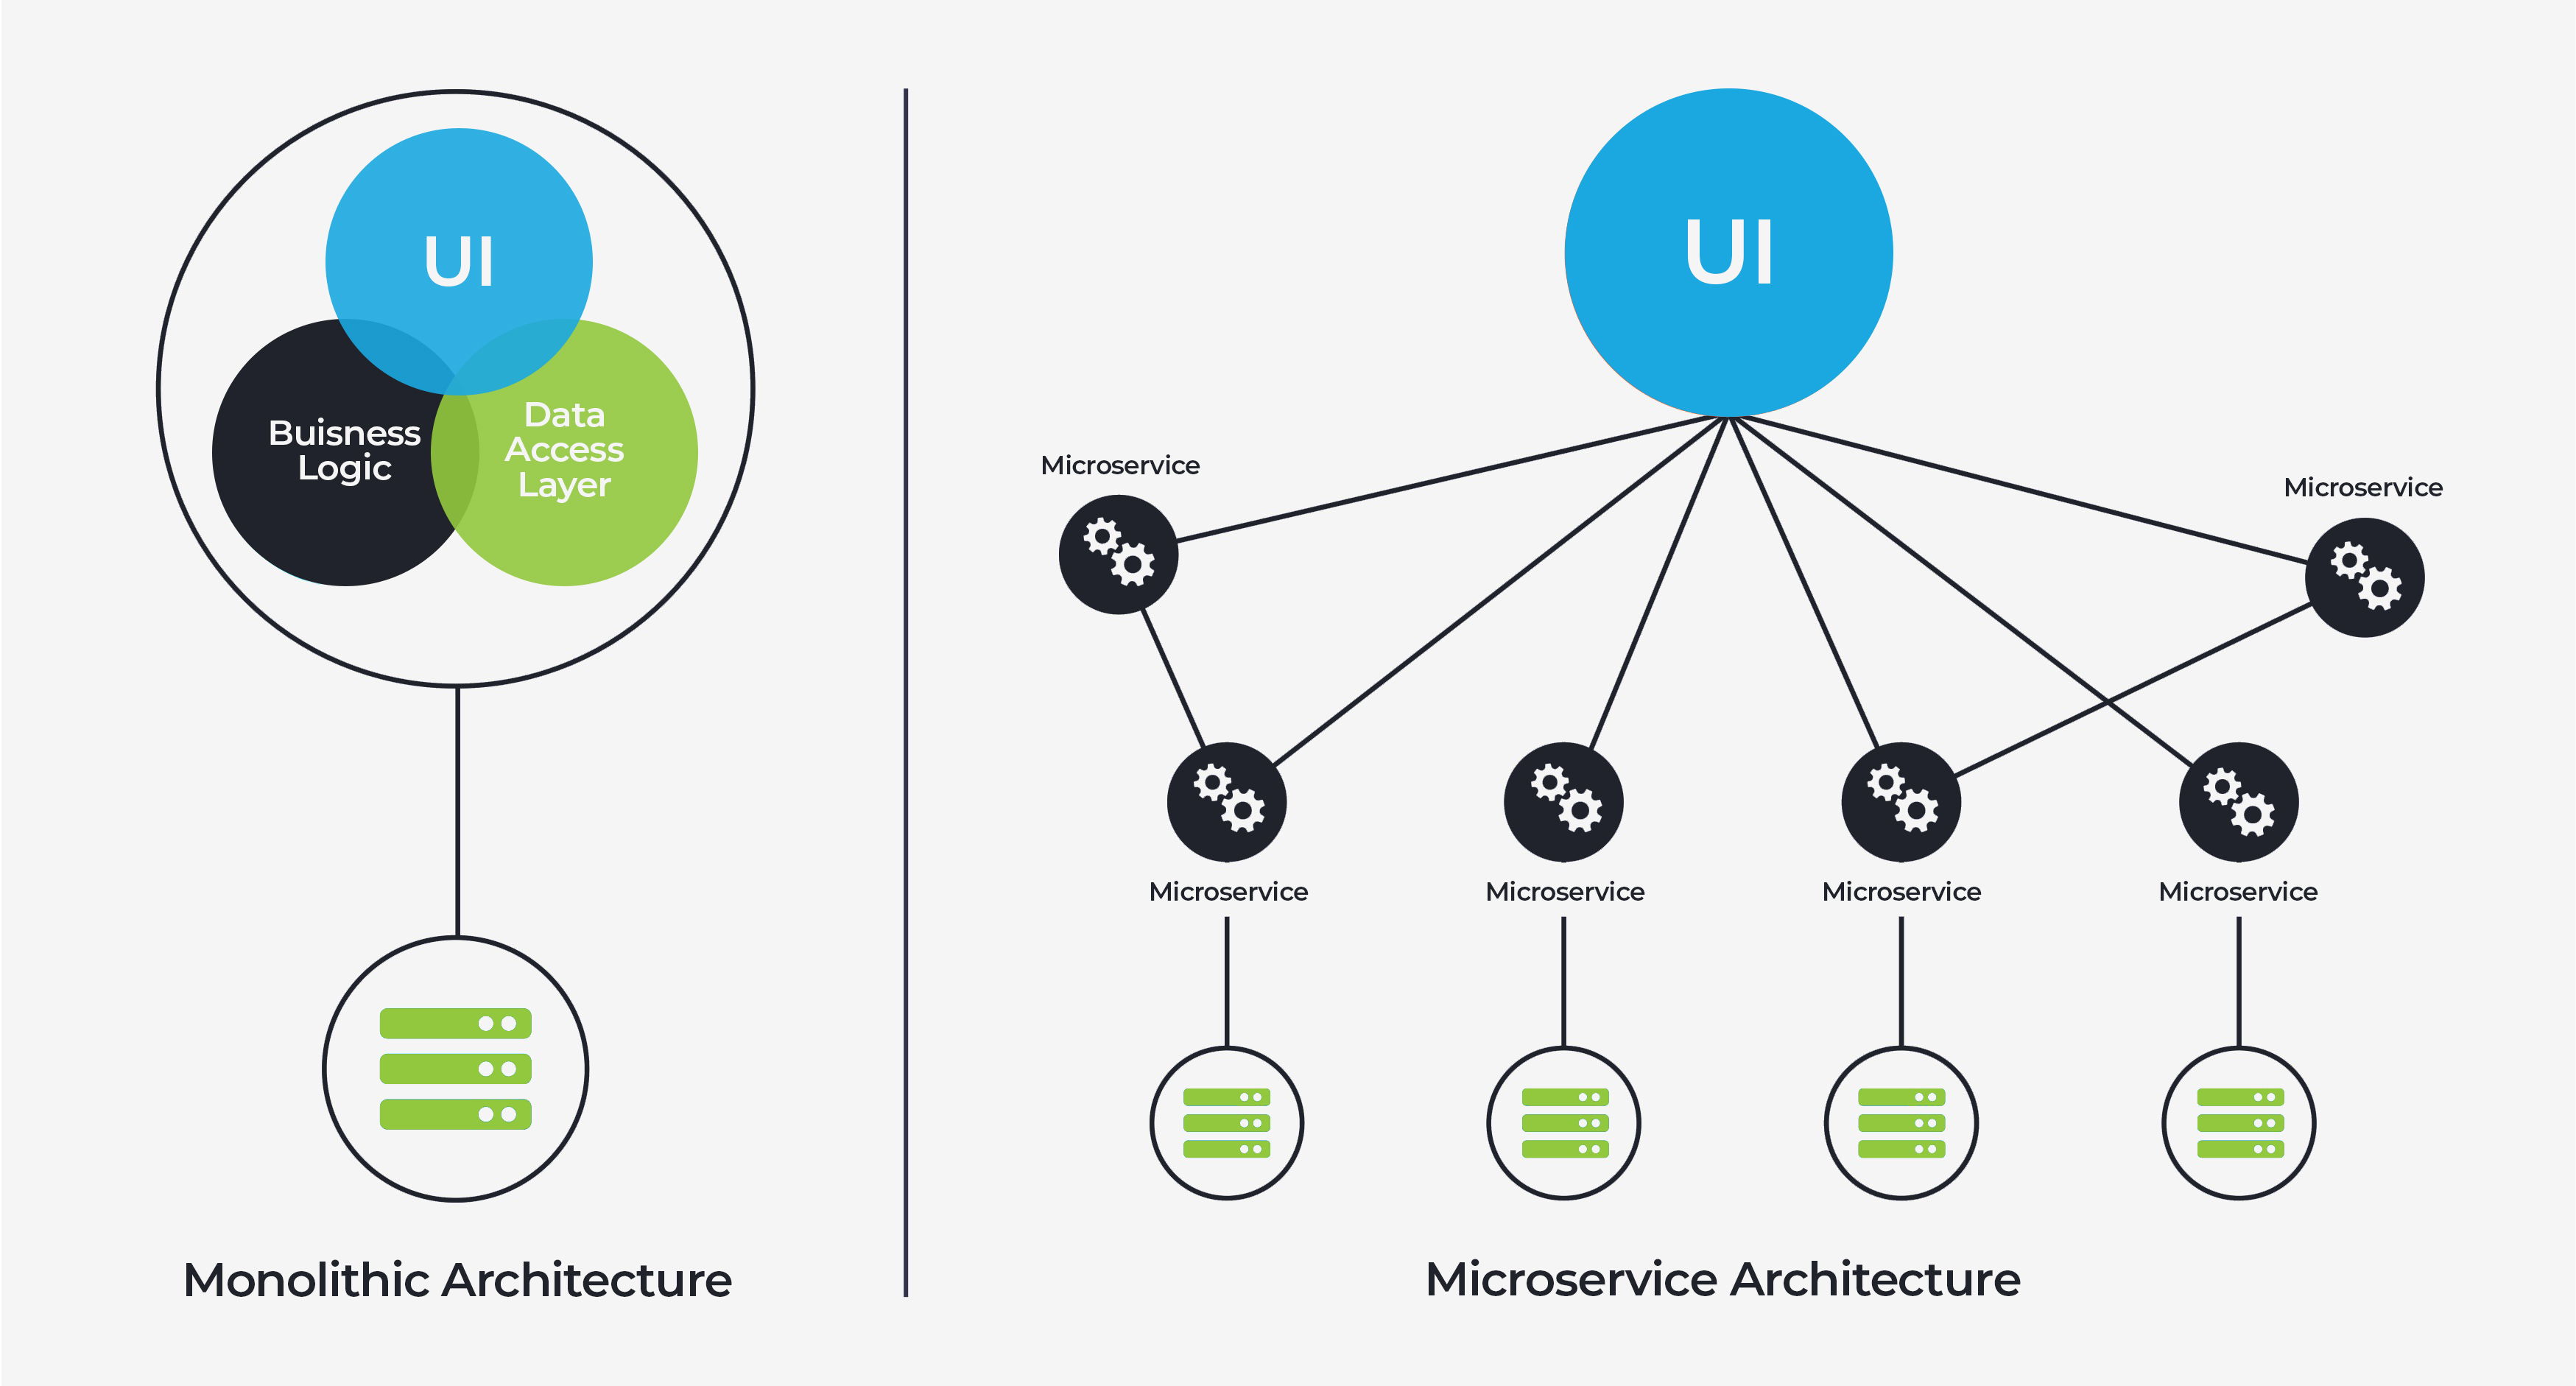 UI
Buisness
Logic
Data
Access
Layer
Monolithic Architecture
UI
Microservice
Microservice
Microservice
Microservice
Microservice
Microservice
Microservice Architecture